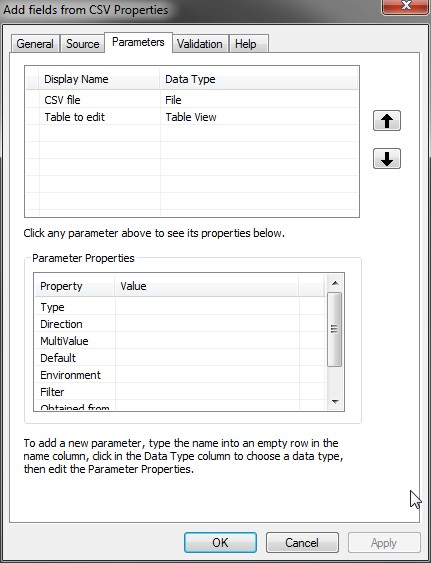 Add fields from CSV Properties
General Source Parameters Validation Help
Display Name Data Type
CSV file File
Table to edit Table View
Click any parameter above to see its properties below.
Parameter Properties
Property Value
Type
Direction
MultiValue
Default
Environment
Filter
Obtained from
To add a new parameter, type the name into an empty row in the
name column, click in the Data Type column to choose a data type,
then edit the Parameter Properties.
OK Cancel Apply